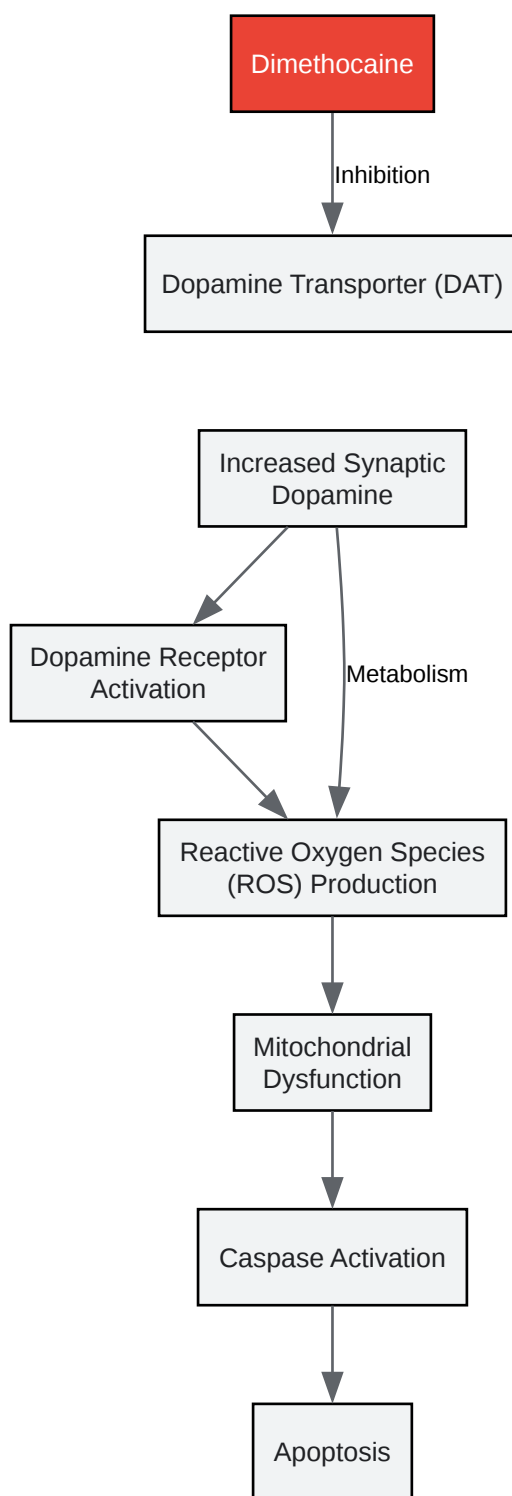 Dimethocaine
Inhibition
Dopamine Transporter (DAT)
Increased Synaptic
Dopamine
Dopamine Receptor
Activation
Metabolism
Reactive Oxygen Species
(ROS) Production
Mitochondrial
Dysfunction
Caspase Activation
Apoptosis